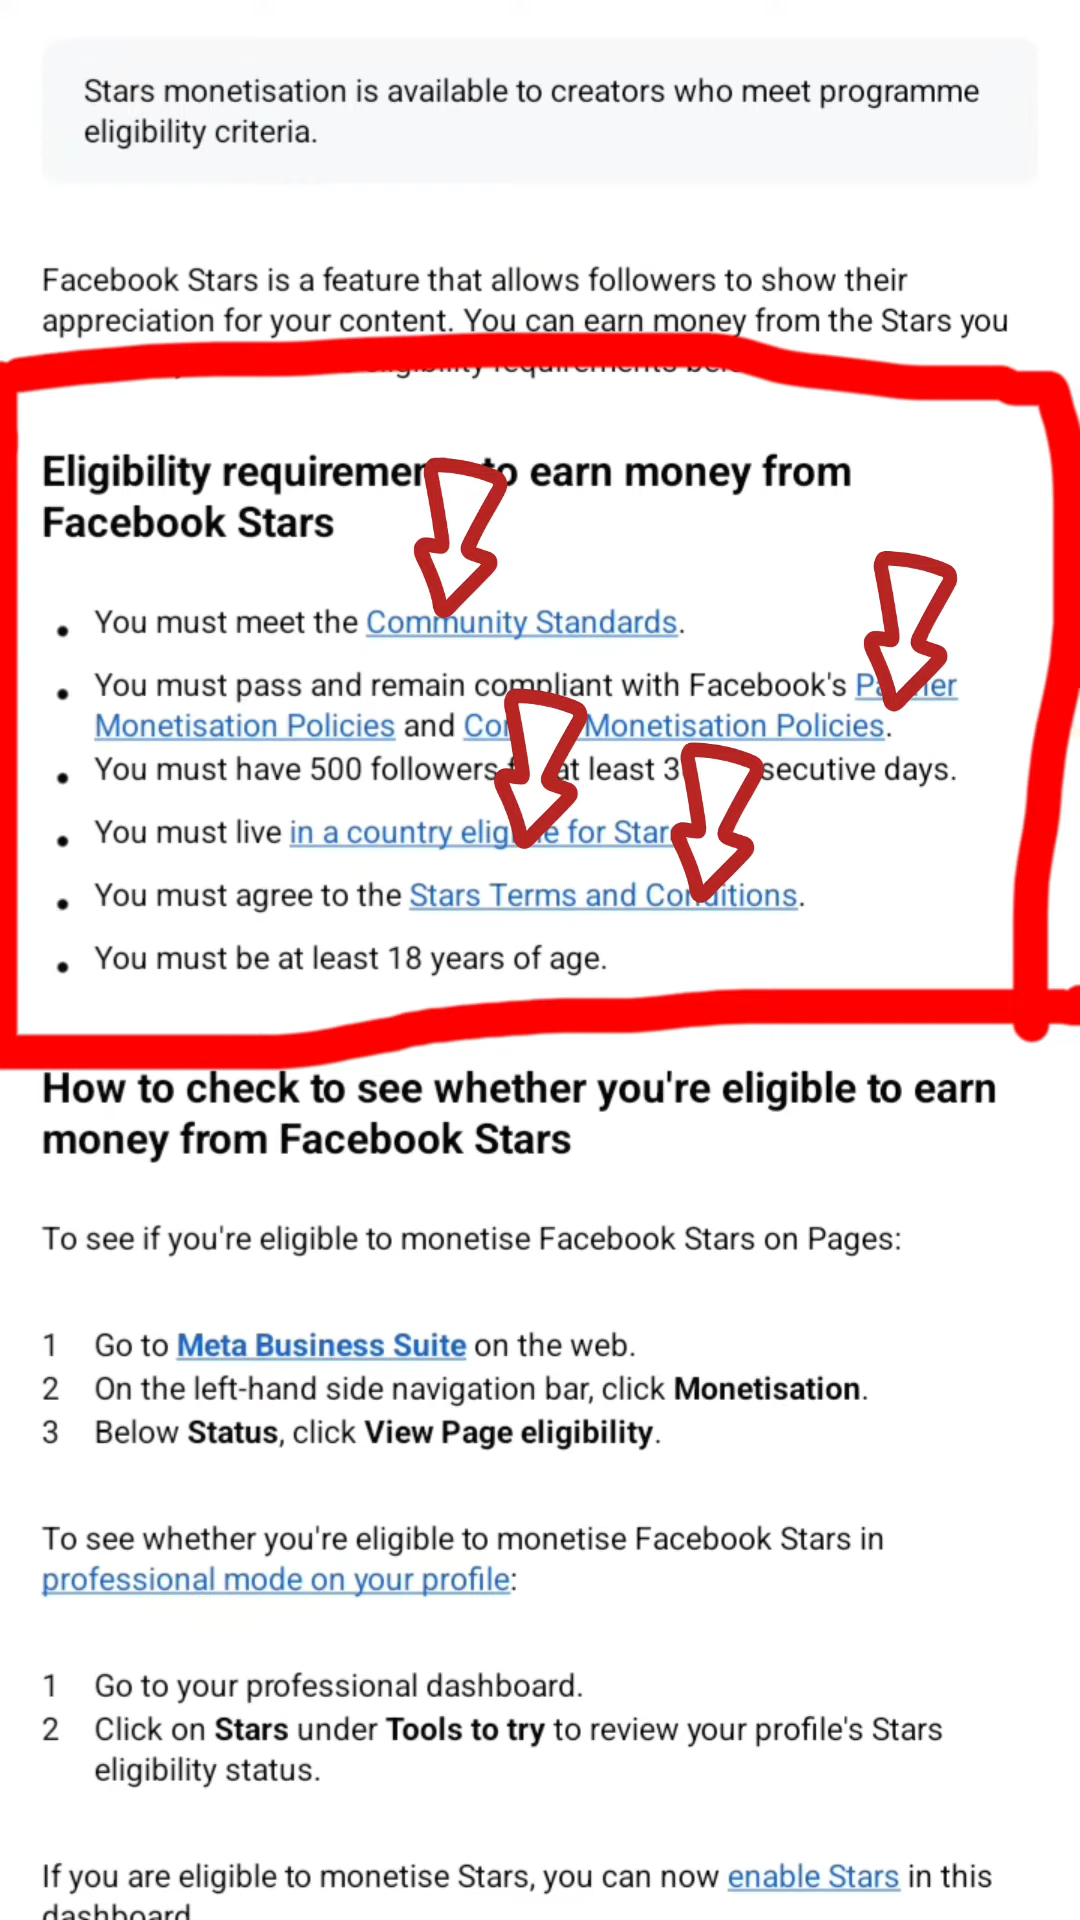 Stars monetisation is available to creators who meet programme
eligibility criteria.
Facebook Stars is a feature that allows followers to show their
appreciation for your content. You can earn money from the Stars you
eligibility requirements
Eligibility requirements to earn money from
Facebook Stars
• You must meet the Community Standards.
• You must pass and remain compliant with Facebook's Partner
Monetisation Policies and Monetisation Policies.
• You must have 500 followers at least 3 consecutive days.
• You must live in a country eligible for Stars
• You must agree to the Stars Terms and Conditions.
• You must be at least 18 years of age.
How to check to see whether you're eligible to earn
money from Facebook Stars
To see if you're eligible to monetise Facebook Stars on Pages:
1 Go to Meta Business Suite on the web.
2 On the left-hand side navigation bar, click Monetisation.
3 Below Status, click View Page eligibility.
To see whether you're eligible to monetise Facebook Stars in
professional mode on your profile:
1 Go to your professional dashboard.
2 Click on Stars under Tools to try to review your profile's Stars
eligibility status.
If you are eligible to monetise Stars, you can now enable Stars in this
dashboard